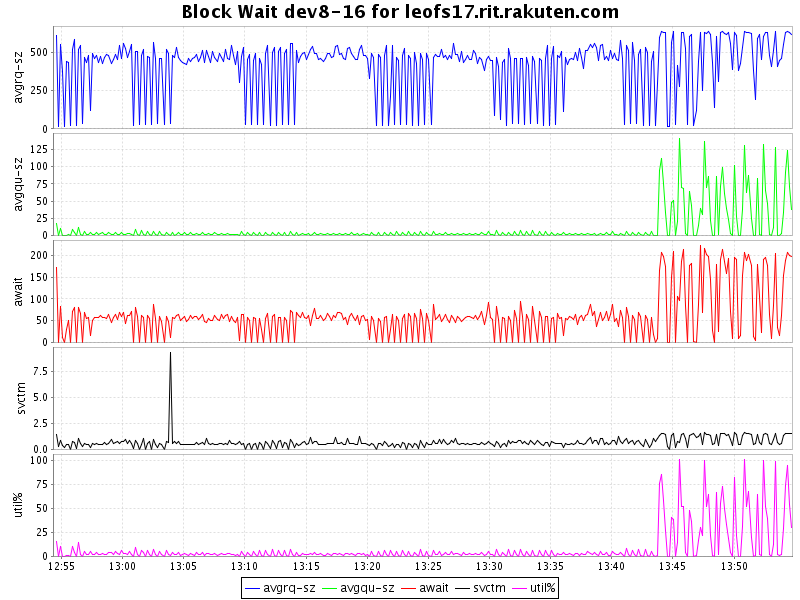 Block Wait dev8-16 for leofs17.rit.rakuten.com
avgrq-sz
500
250
0
avgqu-sz
125
100
75
50
25
0
await
200
150
100
50
0
svctm
7.5
5.0
2.5
0.0
util%
100
75
50
25
0
12:55 13:00 13:05 13:10 13:15 13:20 13:25 13:30 13:35 13:40 13:45 13:50
avgrq-sz avgqu-sz await svctm util%